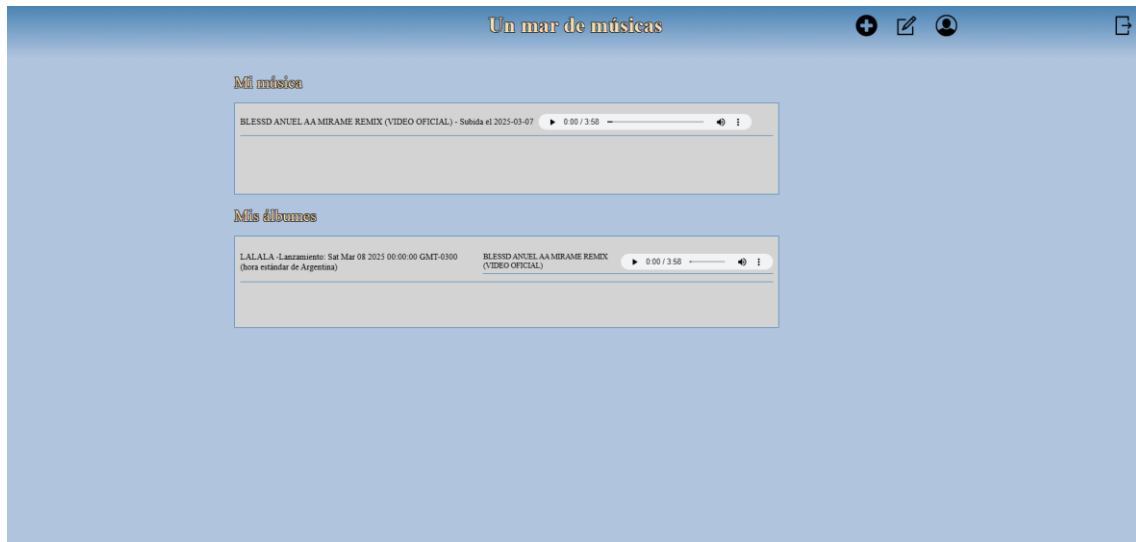 Un mar de músicas
Mi música
BLESSD ANUEL AA MIRAME REMIX (VIDEO OFICIAL) - Subida el 2025-03-07 0:00 / 3:58
Mis álbumes
LALALA -Lanzamiento: Sat Mar 08 2025 00:00:00 GMT-0300
(hora estándar de Argentina)
BLESSD ANUEL AA MIRAME REMIX
(VIDEO OFICIAL)
0:00 / 3:58